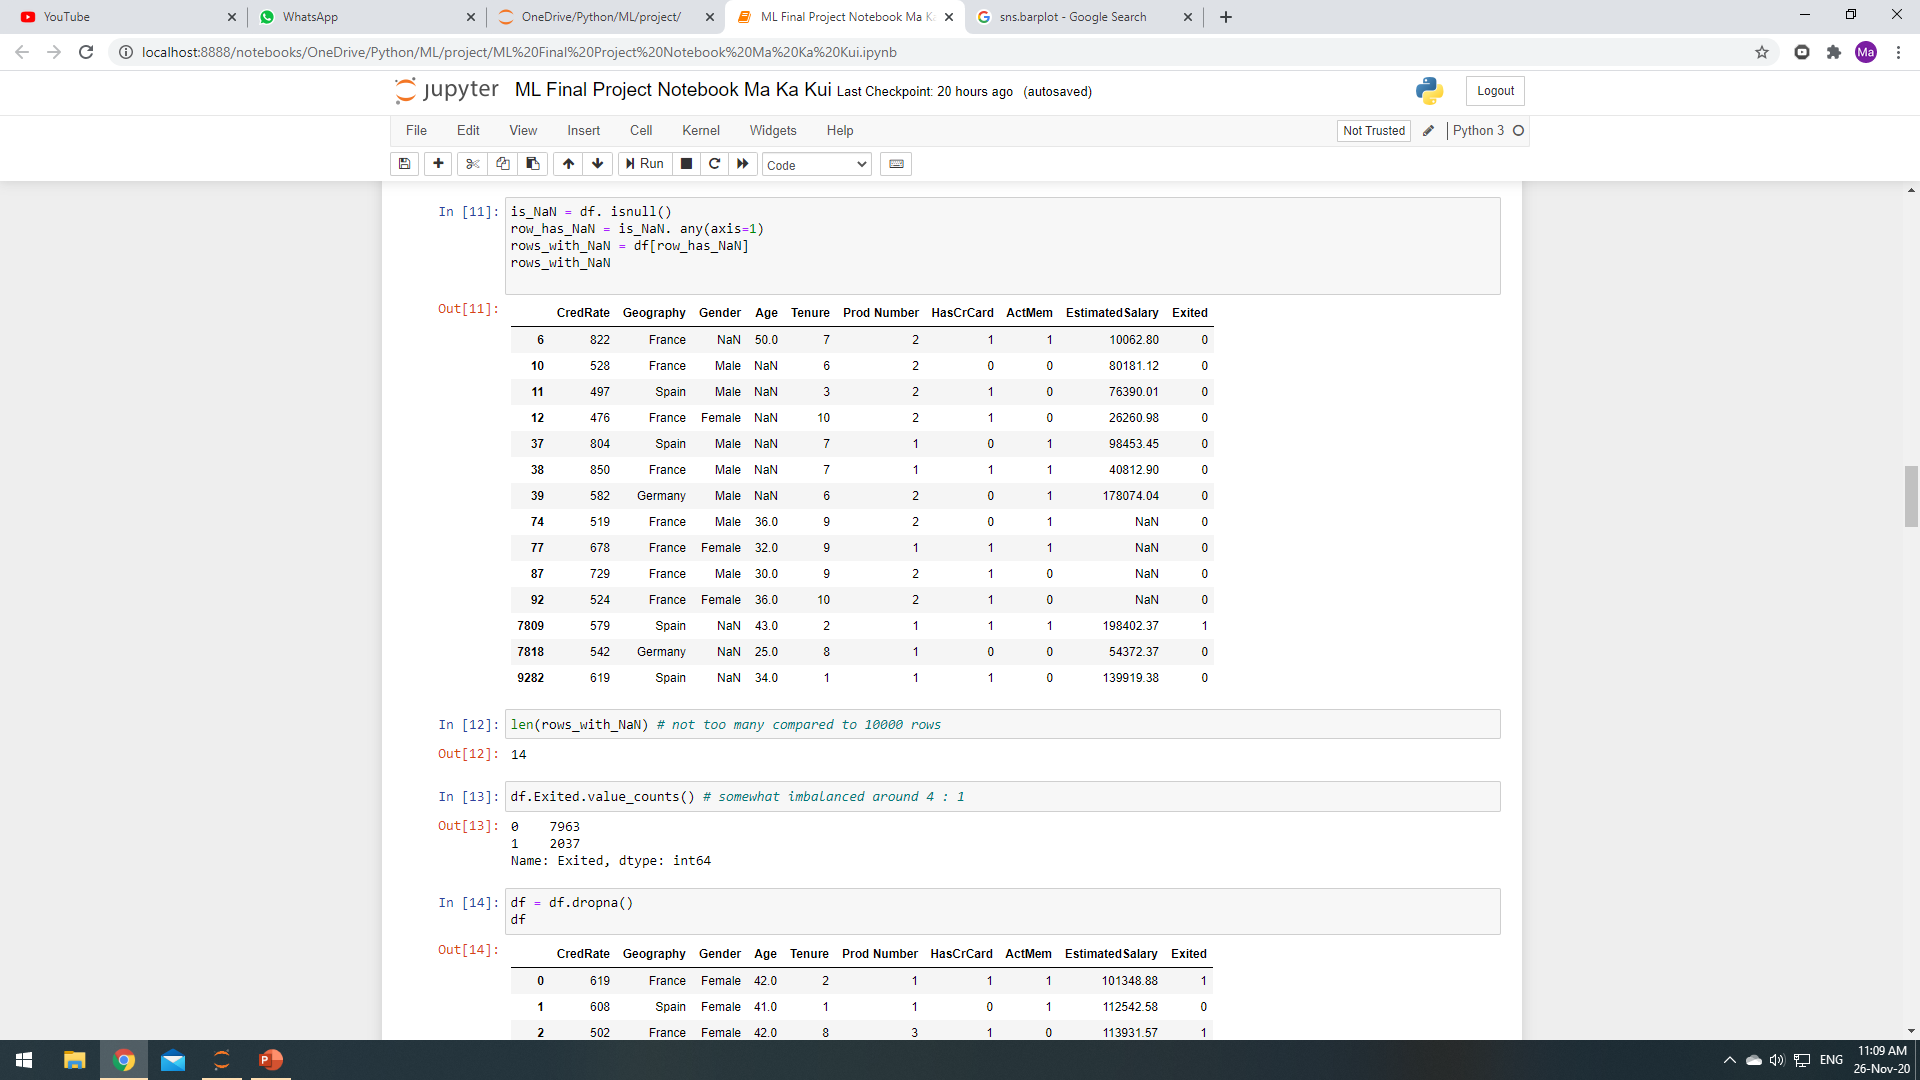 YouTube
WhatsApp
OneDrive/Python/ML/project/
ML Final Project Notebook Ma Ka
sns.barplot - Google Search
localhost:8888/notebooks/OneDrive/Python/ML/project/ML%20Final%20Project%20Notebook%20Ma%20Ka%20Kui.ipynb
Ma
jupyter ML Final Project Notebook Ma Ka Kui Last Checkpoint: 20 hours ago (autosaved)
Logout
File Edit View Insert Cell Kernel Widgets Help
Not Trusted Python 3
Run Code
In [11]: is_NaN = df. isnull()
row_has_NaN = is_NaN. any(axis=1)
rows_with_NaN = df[row_has_NaN]
rows_with_NaN
Out[11]: CredRate Geography Gender Age Tenure Prod Number HasCrCard ActMem EstimatedSalary Exited
6 822 France NaN 50.0 7 2 1 1 10062.80 0
10 528 France Male NaN 6 2 0 0 80181.12 0
11 497 Spain Male NaN 3 2 1 0 76390.01 0
12 476 France Female NaN 10 2 1 0 26260.98 0
37 804 Spain Male NaN 7 1 0 1 98453.45 0
38 850 France Male NaN 7 1 1 1 40812.90 0
39 582 Germany Male NaN 6 2 0 1 178074.04 0
74 519 France Male 36.0 9 2 0 1 NaN 0
77 678 France Female 32.0 9 1 1 1 NaN 0
87 729 France Male 30.0 9 2 1 0 NaN 0
92 524 France Female 36.0 10 2 1 0 NaN 0
7809 579 Spain NaN 43.0 2 1 1 1 198402.37 1
7818 542 Germany NaN 25.0 8 1 0 0 54372.37 0
9282 619 Spain NaN 34.0 1 1 1 0 139919.38 0
In [12]: len(rows_with_NaN) # not too many compared to 10000 rows
Out[12]: 14
In [13]: df.Exited.value_counts() # somewhat imbalanced around 4 : 1
Out[13]: 0 7963
1 2037
Name: Exited, dtype: int64
In [14]: df = df.dropna()
df
Out[14]: CredRate Geography Gender Age Tenure Prod Number HasCrCard ActMem EstimatedSalary Exited
0 619 France Female 42.0 2 1 1 1 101348.88 1
1 608 Spain Female 41.0 1 1 0 1 112542.58 0
2 502 France Female 42.0 8 3 1 0 113931.57 1
ENG
11:09 AM
26-Nov-20